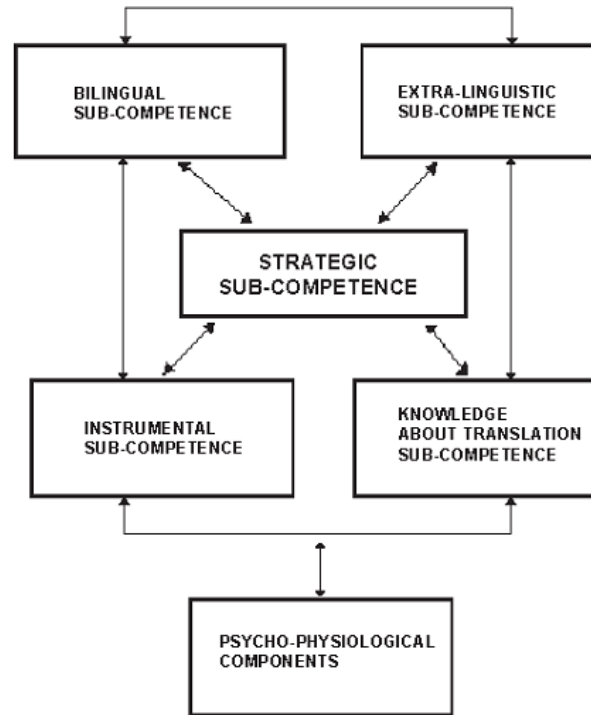 BILINGUAL
SUB-COMPETENCE
EXTRA-LINGUISTIC
SUB-COMPETENCE
STRATEGIC
SUB-COMPETENCE
INSTRUMENTAL
SUB-COMPETENCE
KNOWLEDGE
ABOUT TRANSLATION
SUB-COMPETENCE
PSYCHO-PHYSIOLOGICAL
COMPONENTS